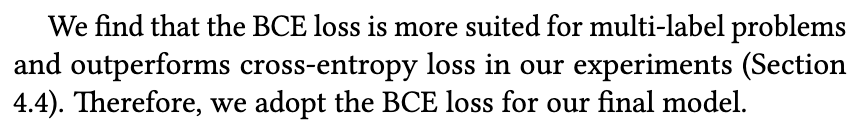 We find that the BCE loss is more suited for multi-label problems
and outperforms cross-entropy loss in our experiments (Section
4.4). Therefore, we adopt the BCE loss for our final model.